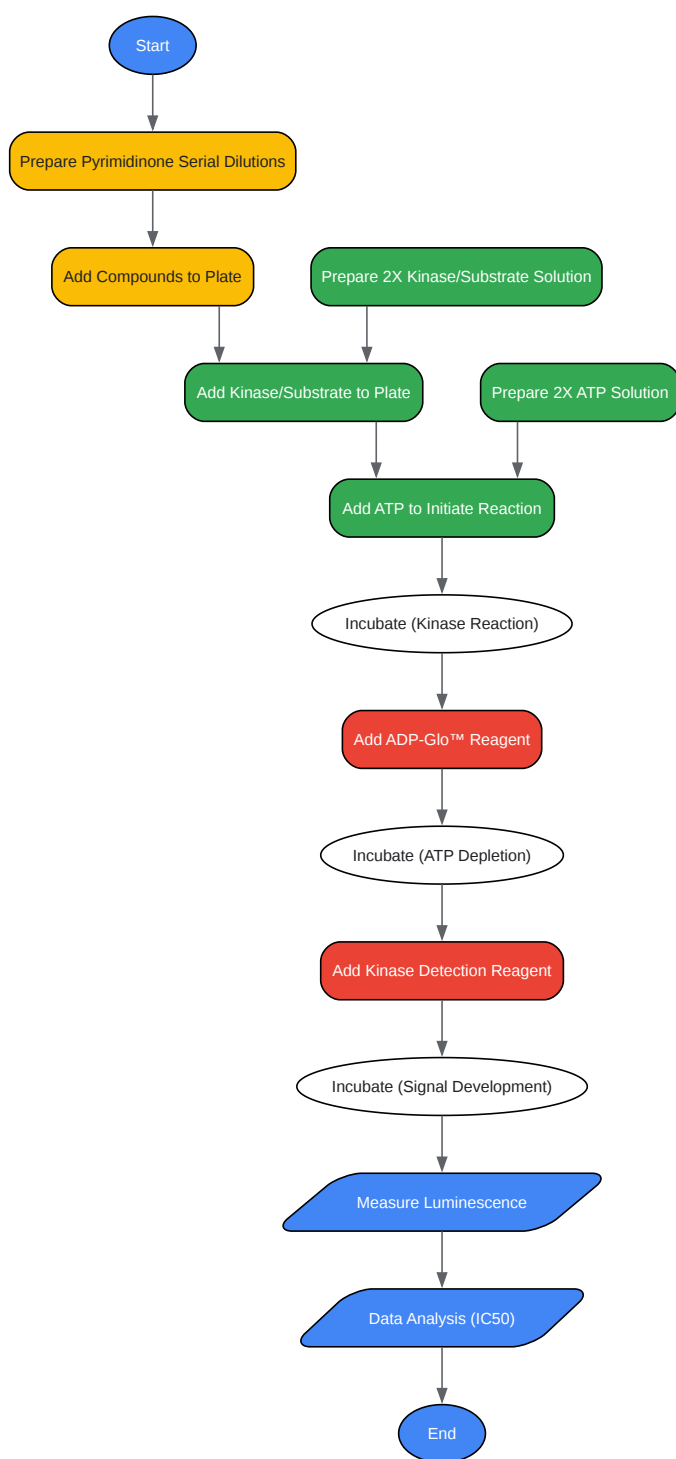 Start
Prepare Pyrimidinone Serial Dilutions
Add Compounds to Plate
Prepare 2X Kinase/Substrate Solution
Add Kinase/Substrate to Plate
Prepare 2X ATP Solution
Add ATP to Initiate Reaction
Incubate (Kinase Reaction)
Add ADP-Glo™ Reagent
Incubate (ATP Depletion)
Add Kinase Detection Reagent
Incubate (Signal Development)
Measure Luminescence
Data Analysis (IC50)
End